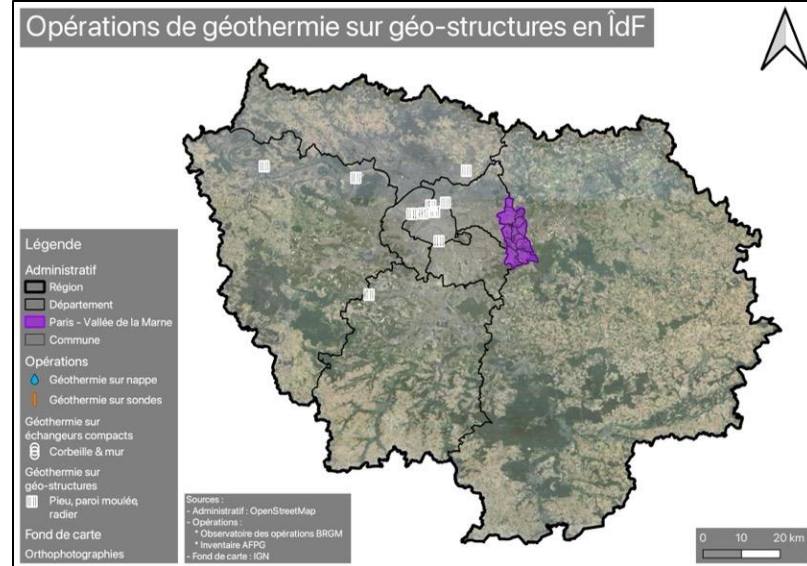 Opérations de géothermie sur géo-structures en ÎdF
Légende
Administratif
Région
Département
Paris - Vallée de la Marne
Commune
Opérations
Géothermie sur nappe
Géothermie sur sondes
Géothermie sur
échangeurs compacts
Corbeille & mur
Géothermie sur
géo-structures
Pieu, paroi moulée,
radier
Fond de carte
Orthophotographies
Sources :
- Administratif : OpenStreetMap
- Opérations :
* Observatoire des opérations BRGM
* Inventaire AFPG
- Fond de carte : IGN
0 10 20 km